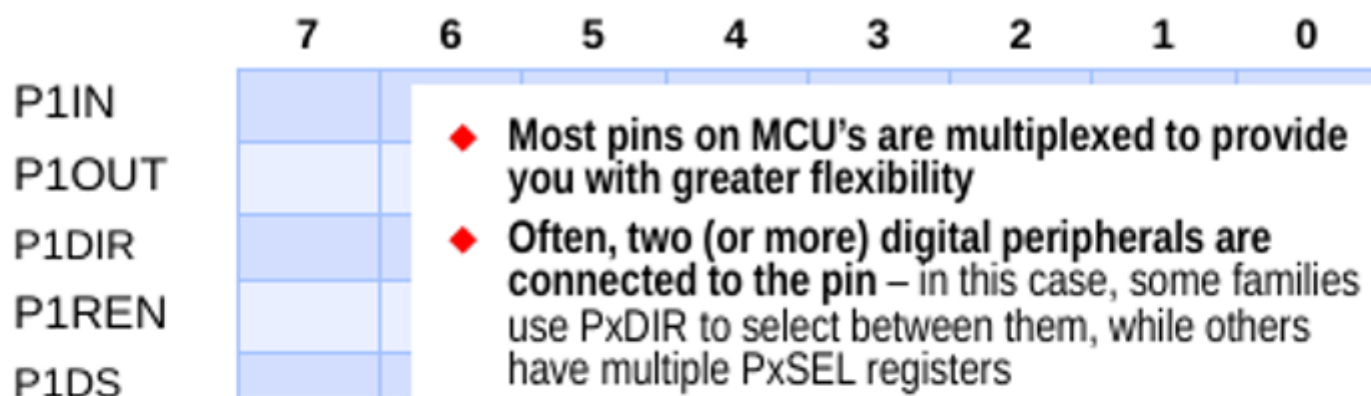 7 6 5 4 3 2 1 0
P1IN
P1OUT
P1DIR
P1REN
P1DS
Most pins on MCU’s are multiplexed to provide
you with greater flexibility
Often, two (or more) digital peripherals are
connected to the pin – in this case, some families
use PxDIR to select between them, while others
have multiple PxSEL registers